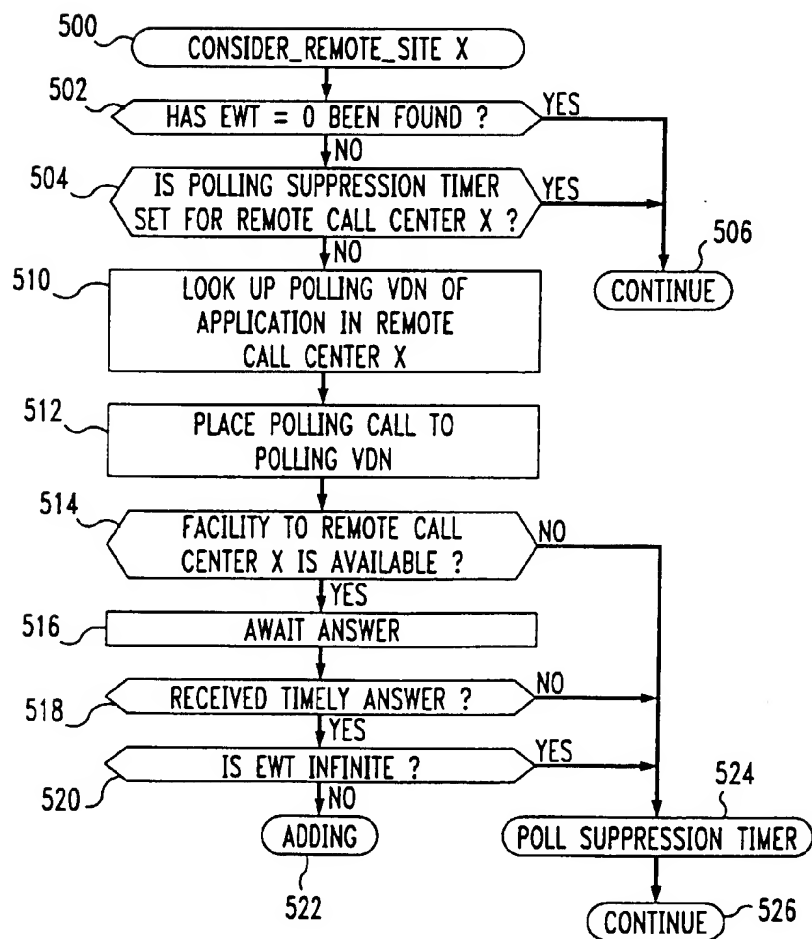 500
CONSIDER_REMOTE_SITE X
502
HAS EWT = 0 BEEN FOUND ?
YES
NO
504
IS POLLING SUPPRESSION TIMER
SET FOR REMOTE CALL CENTER X ?
YES
NO
506
CONTINUE
510
LOOK UP POLLING VDN OF
APPLICATION IN REMOTE
CALL CENTER X
512
PLACE POLLING CALL TO
POLLING VDN
514
FACILITY TO REMOTE CALL
CENTER X IS AVAILABLE ?
NO
YES
516
AWAIT ANSWER
518
RECEIVED TIMELY ANSWER ?
NO
YES
520
IS EWT INFINITE ?
YES
NO
522
ADDING
524
POLL SUPPRESSION TIMER
CONTINUE
526